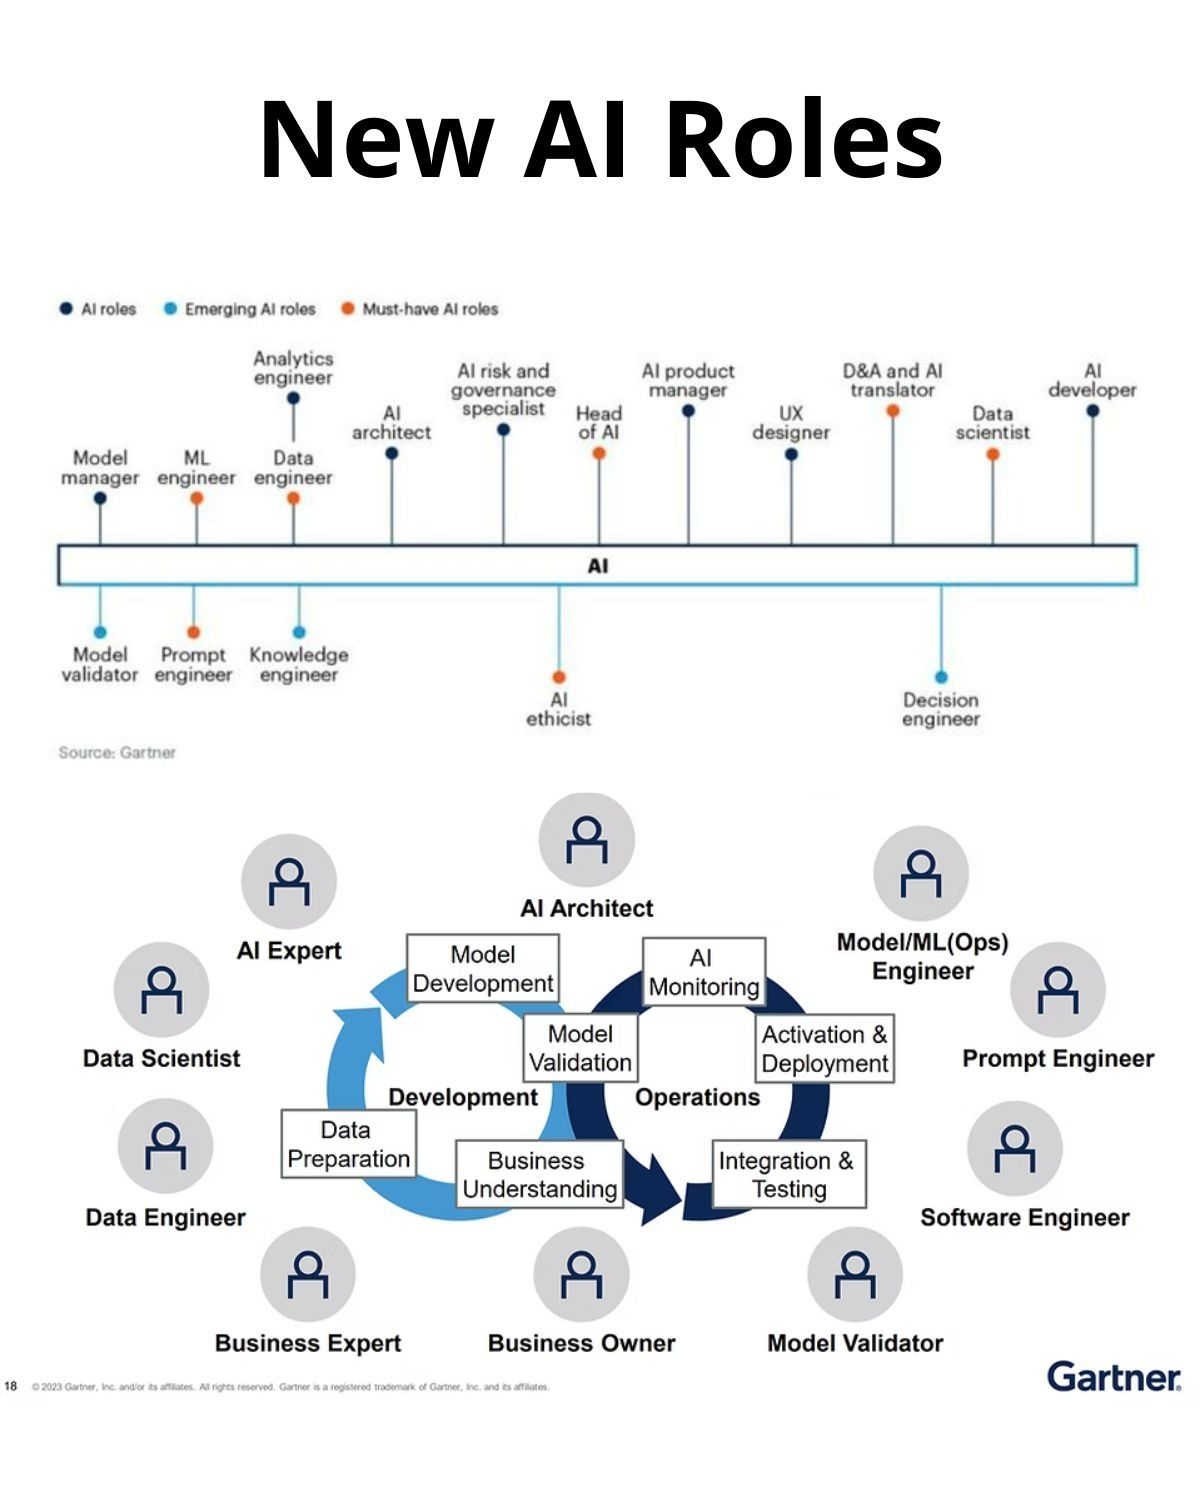 New AI Roles
AI roles
Emerging AI roles
Must-have AI roles
Analytics
engineer
AI risk and
governance
specialist
AI product
manager
D&A and AI
translator
AI
developer
AI
architect
Head
of AI
UX
designer
Data
scientist
Model
manager
ML
engineer
Data
engineer
AI
Model
validator
Prompt
engineer
Knowledge
engineer
AI
ethicist
Decision
engineer
Source: Gartner
AI Architect
AI Expert
Model/ML(Ops)
Engineer
Data Scientist
Prompt Engineer
Model
Development
AI
Monitoring
Model
Validation
Activation &
Deployment
Development
Operations
Data
Preparation
Business
Understanding
Integration &
Testing
Data Engineer
Software Engineer
Business Expert
Business Owner
Model Validator
18 © 2023 Gartner, Inc. and/or its affiliates. All rights reserved. Gartner is a registered trademark of Gartner, Inc. and its affiliates.
Gartner®